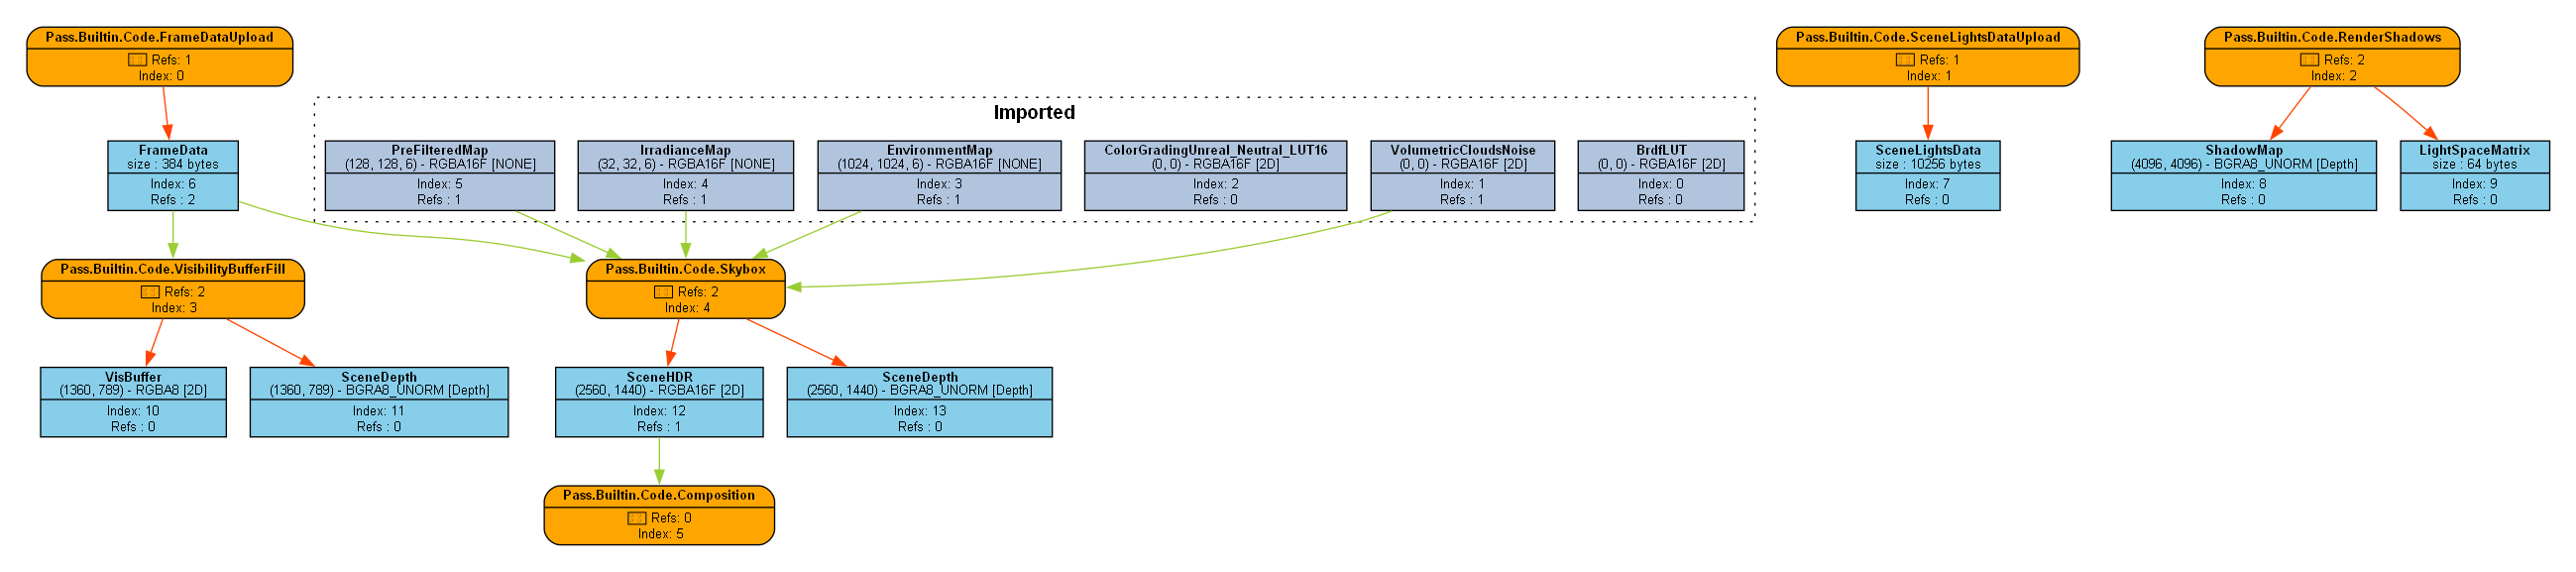 Pass.Builtin.Code.FrameDataUpload
Refs: 1
Index: 0
Pass.Builtin.Code.SceneLightsDataUpload
Refs: 1
Index: 1
Pass.Builtin.Code.RenderShadows
Refs: 2
Index: 2
Imported
FrameData
size : 384 bytes
Index: 6
Refs : 2
PreFilteredMap
(128, 128, 6) - RGBA16F [NONE]
Index: 5
Refs : 1
IrradianceMap
(32, 32, 6) - RGBA16F [NONE]
Index: 4
Refs : 1
EnvironmentMap
(1024, 1024, 6) - RGBA16F [NONE]
Index: 3
Refs : 1
ColorGradingUnreal_Neutral_LUT16
(0, 0) - RGBA16F [2D]
Index: 2
Refs : 0
VolumetricCloudsNoise
(0, 0) - RGBA16F [2D]
Index: 1
Refs : 1
BrdfLUT
(0, 0) - RGBA16F [2D]
Index: 0
Refs : 0
SceneLightsData
size : 10256 bytes
Index: 7
Refs : 0
ShadowMap
(4096, 4096) - BGRA8_UNORM [Depth]
Index: 8
Refs : 0
LightSpaceMatrix
size : 64 bytes
Index: 9
Refs : 0
Pass.Builtin.Code.VisibilityBufferFill
Refs: 2
Index: 3
Pass.Builtin.Code.Skybox
Refs: 2
Index: 4
VisBuffer
(1360, 789) - RGBA8 [2D]
Index: 10
Refs : 0
SceneDepth
(1360, 789) - BGRA8_UNORM [Depth]
Index: 11
Refs : 0
SceneHDR
(2560, 1440) - RGBA16F [2D]
Index: 12
Refs : 1
SceneDepth
(2560, 1440) - BGRA8_UNORM [Depth]
Index: 13
Refs : 0
Pass.Builtin.Code.Composition
Refs: 0
Index: 5